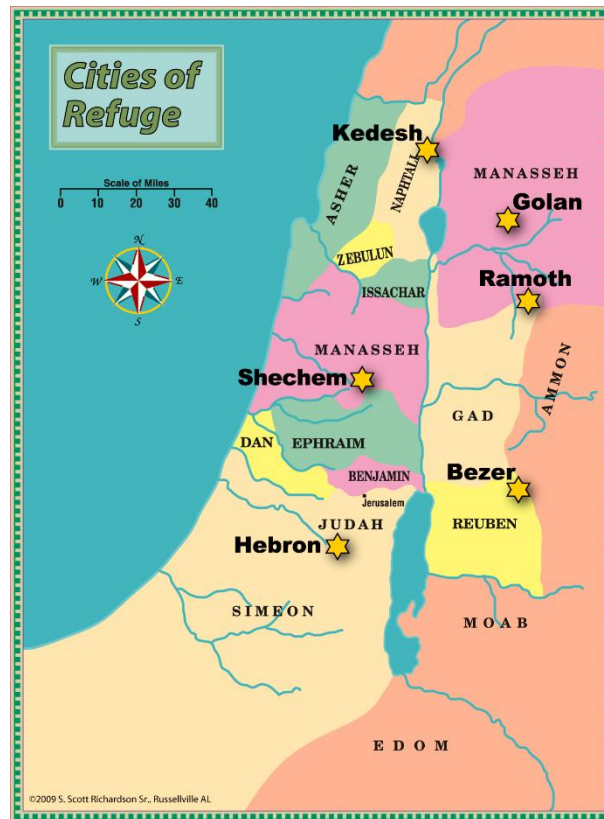 Cities of
Refuge
Scale of Miles
0 10 20 30 40
N
W E
S
Kedesh
ASHER
NAPHTALI
MANASSEH
Golan
ZEBULUN
Ramoth
ISSACHAR
MANASSEH
Shechem
AMMON
GAD
DAN
EPHRAIM
BENJAMIN
Bezer
Jerusalem
JUDAH
REUBEN
Hebron
SIMEON
MOAB
EDOM
©2009 S. Scott Richardson Sr., Russellville AL